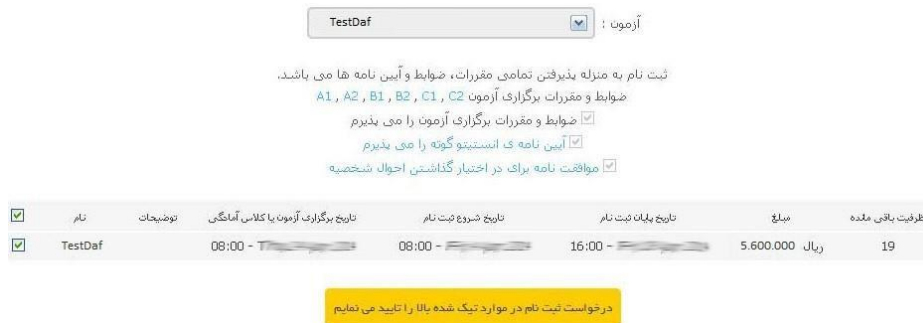 آزمون : TestDaf
ثبت نام به منزله پذیرفتن تمامی مقررات، ضوابط و آیین نامه ها می باشد.
ضوابط و مقررات برگزاری آزمون A1 , A2 , B1 , B2 , C1 , C2
ضوابط و مقررات برگزاری آزمون را می پذیرم
آیین نامه ی انستیتو گوته را می پذیرم
موافقت نامه برای در اختیار گذاشتن احوال شخصیه
نام توضیحات تاریخ برگزاری آزمون یا کلاس آمادگی تاریخ شروع ثبت نام تاریخ پایان ثبت نام مبلغ ظرفیت باقی مانده
TestDaf 08:00 - 08:00 - 16:00 - 5.600.000 ریال 19
درخواست ثبت نام در موارد تیک شده بالا را تایید می نمایم